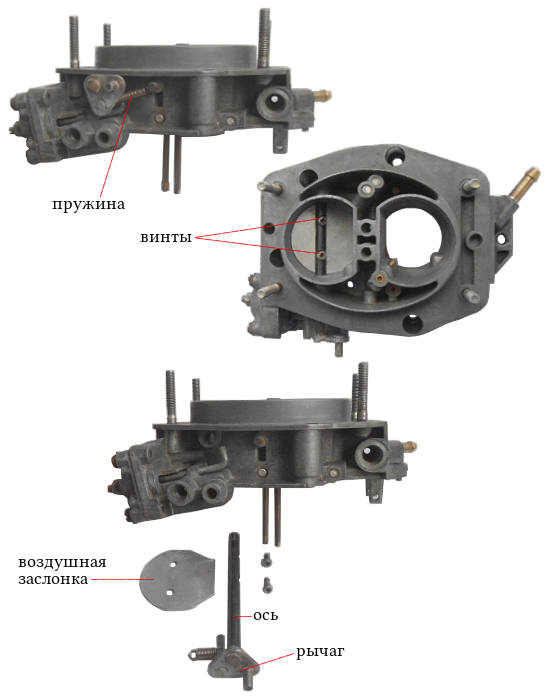 пружина
винты
воздушная
заслонка
ось
рычаг